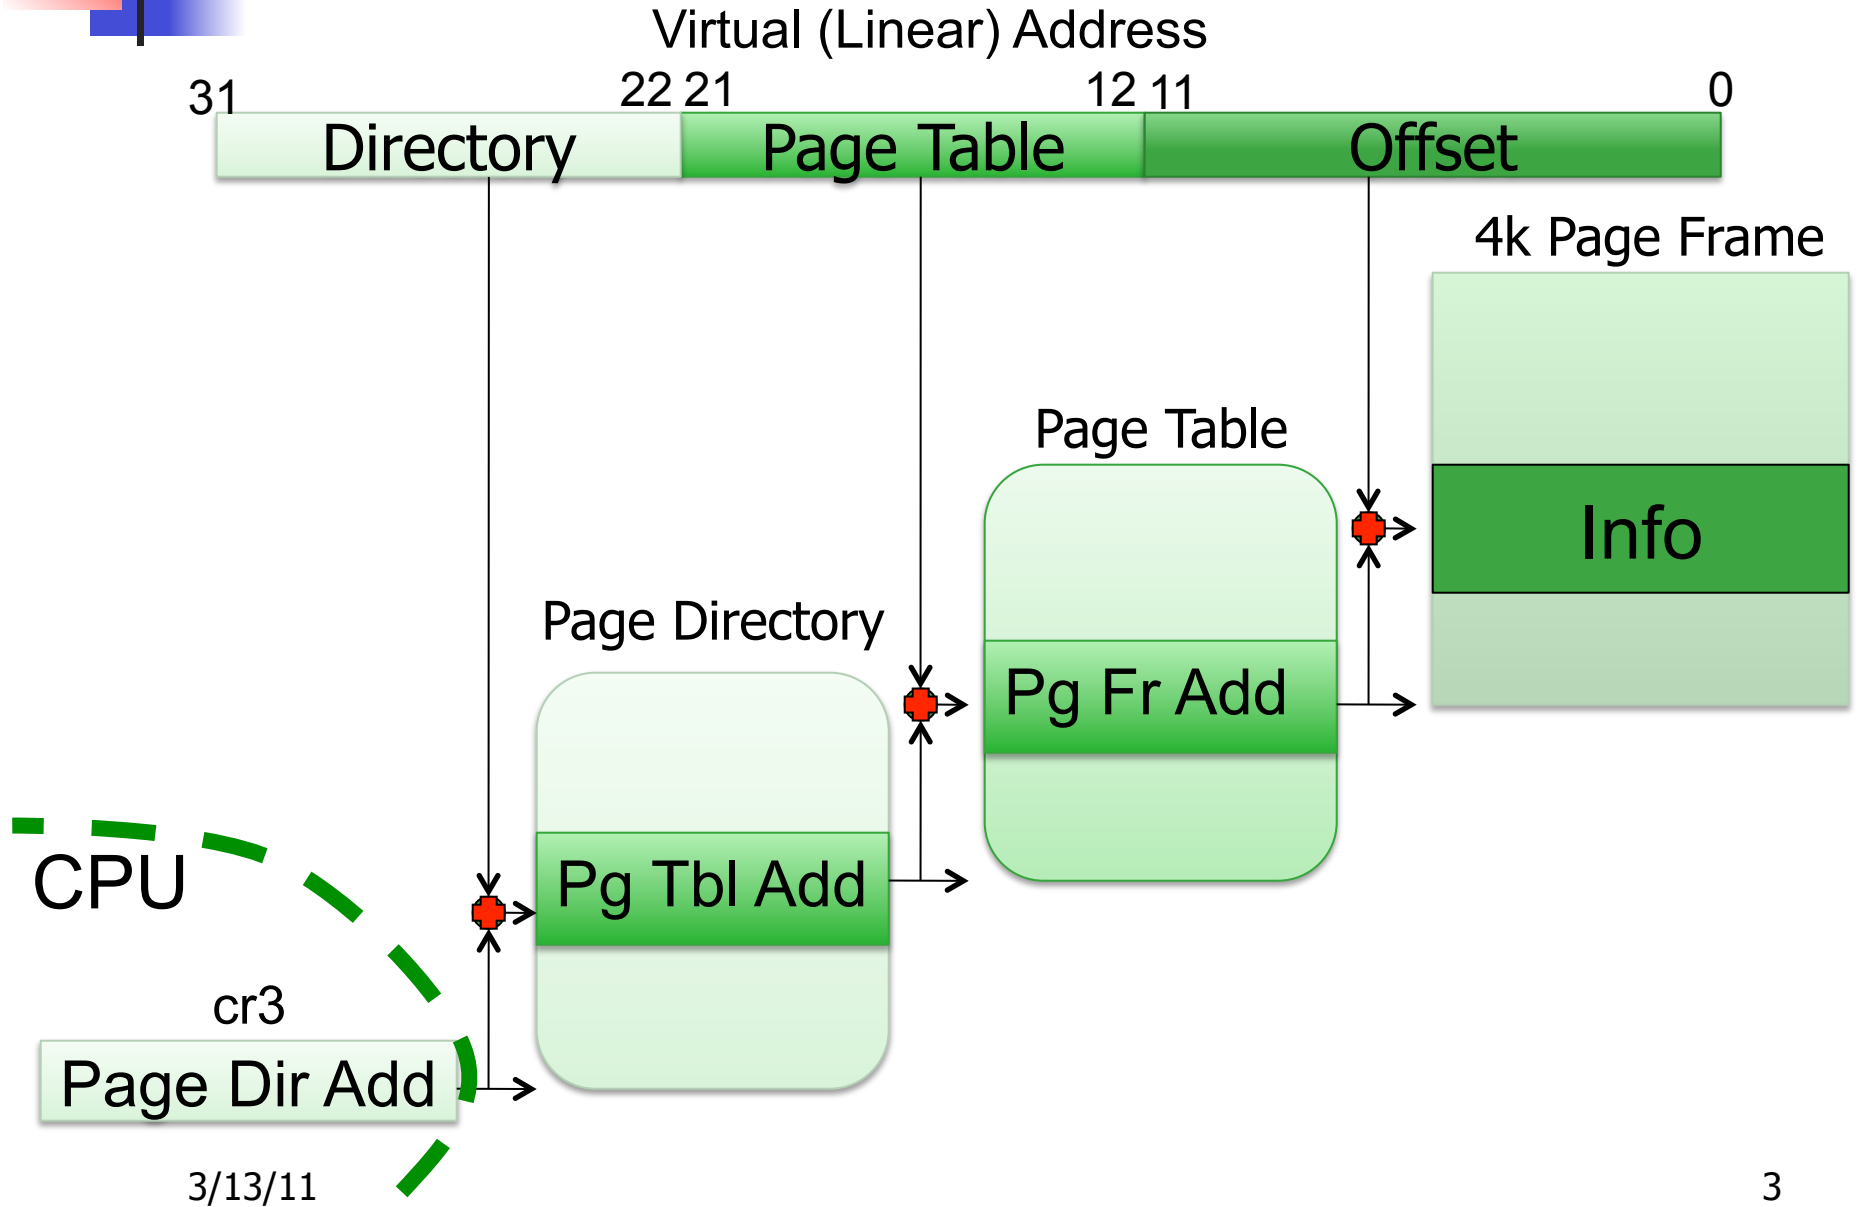 Virtual (Linear) Address
31 22 21 12 11 0
Directory Page Table Offset
4k Page Frame
Page Table
Info
Page Directory
Pg Fr Add
CPU
Pg Tbl Add
cr3
Page Dir Add
3/13/11 3